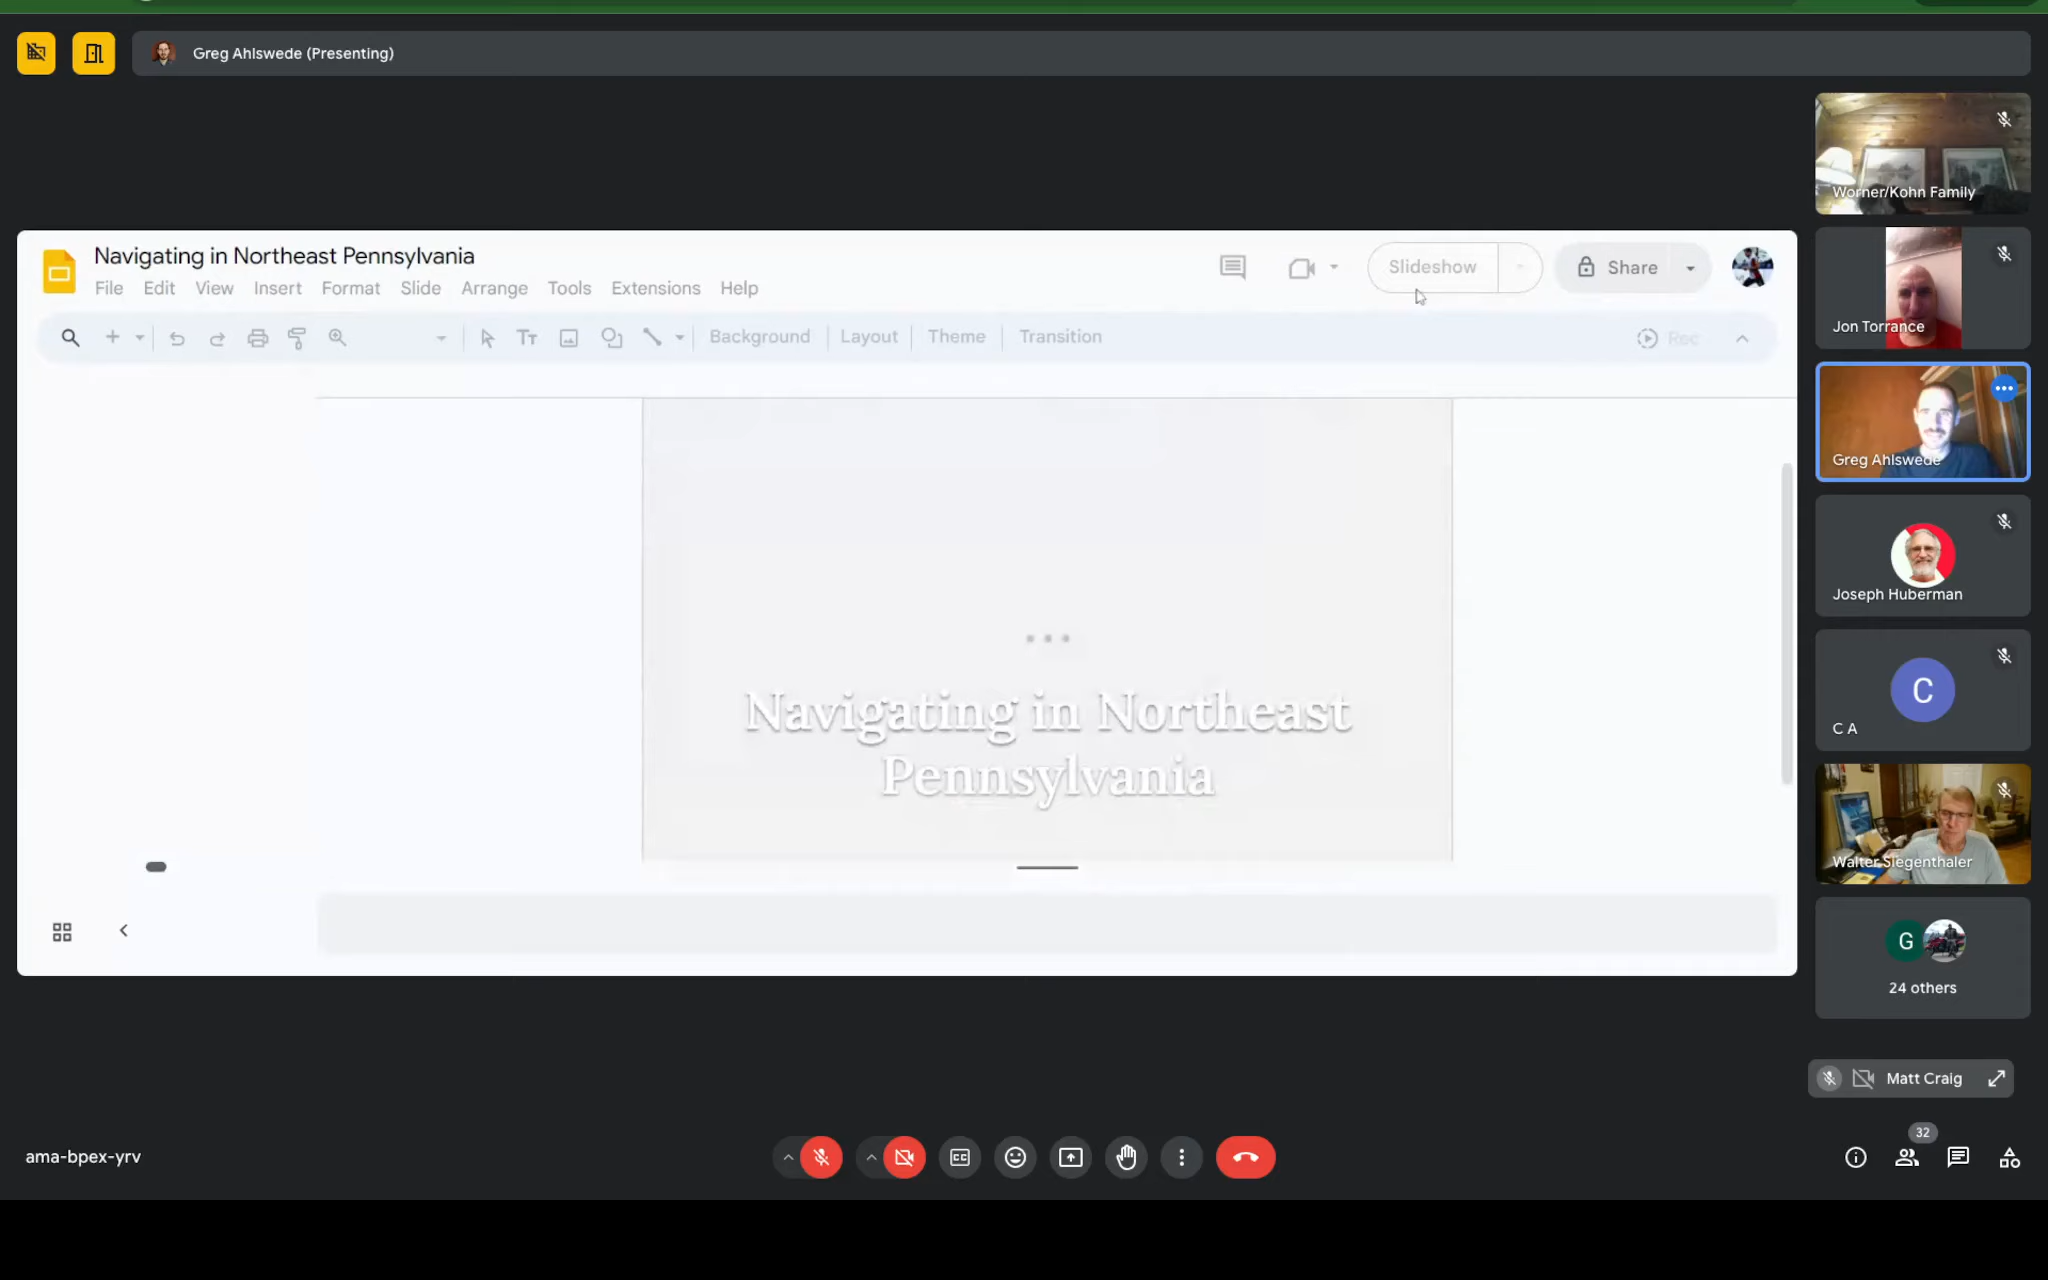 Greg Ahlswede (Presenting)
Worner/Kohn Family
Navigating in Northeast Pennsylvania
File Edit View Insert Format Slide Arrange Tools Extensions Help
Slideshow
Share
Jon Torrance
Background Layout Theme Transition
Rec
Greg Ahlswede
Joseph Huberman
Navigating in Northeast
Pennsylvania
C
C A
Walter Siegenthaler
G
24 others
Matt Craig
ama-bpex-yrv
32